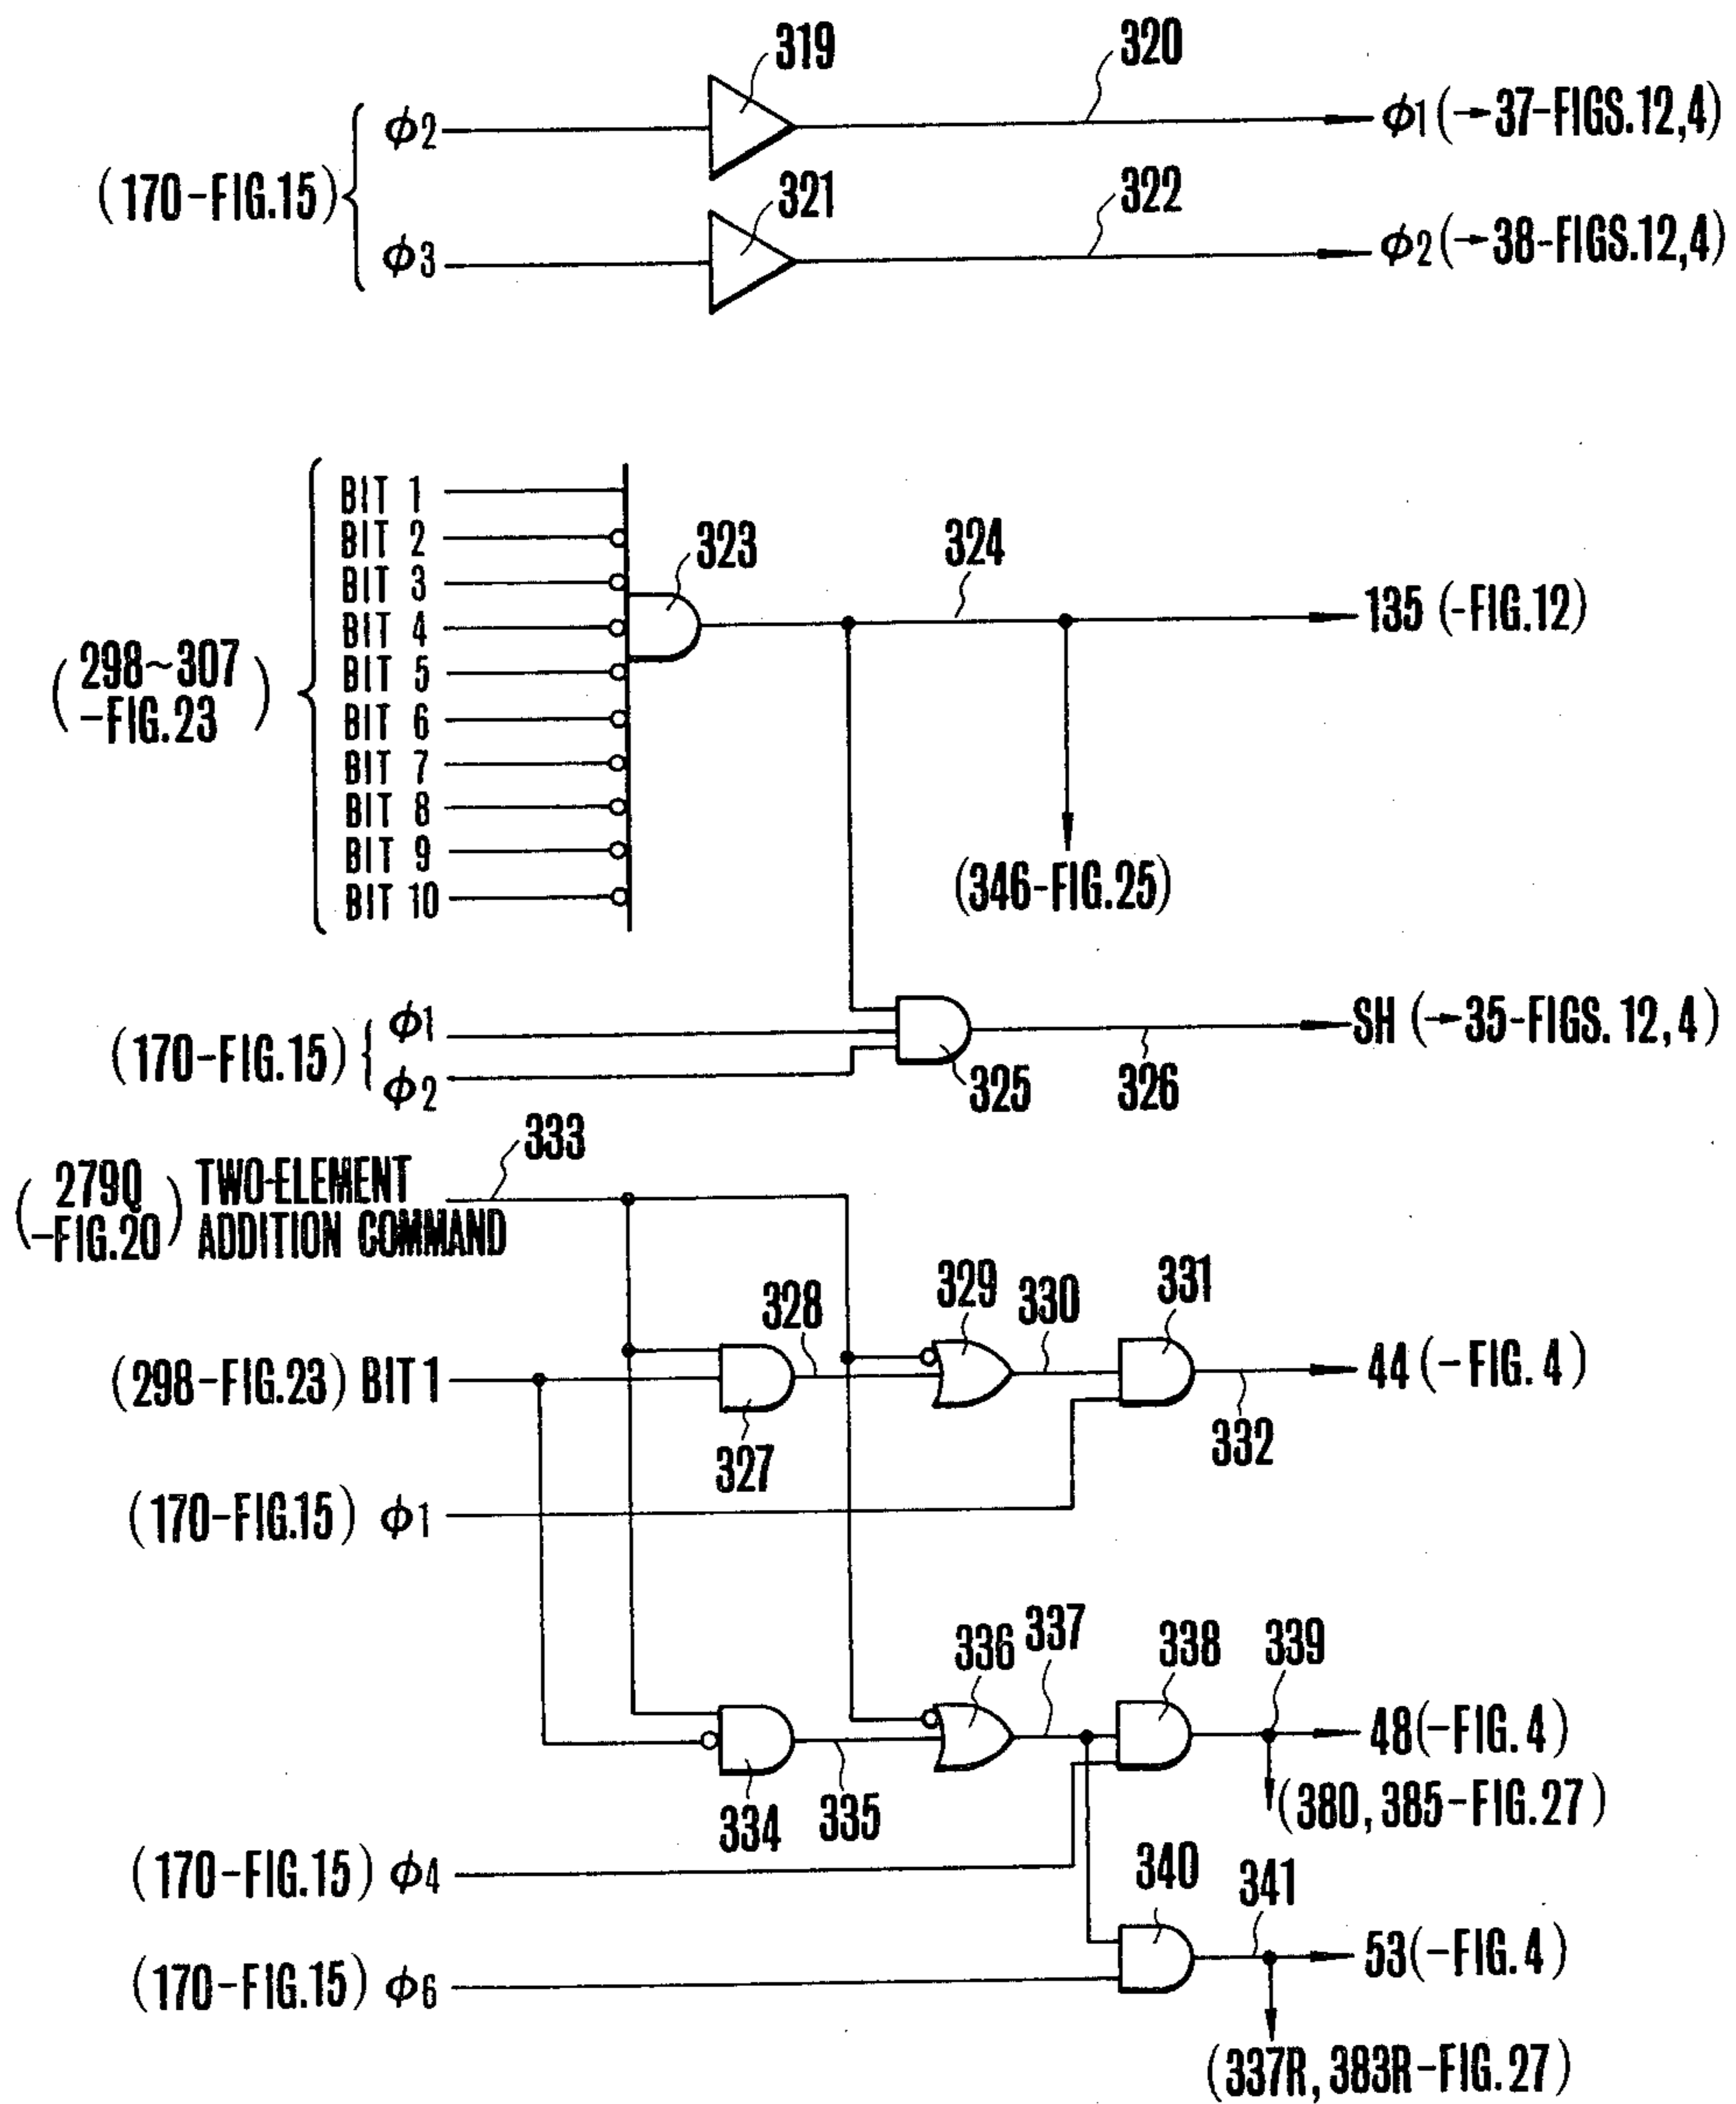 319
320
ϕ2
ϕ1 (→37-FIGS.12,4)
(170-FIG.15)
321
322
ϕ3
ϕ2 (→38-FIGS.12,4)
BIT 1
BIT 2
BIT 3
BIT 4
BIT 5
BIT 6
BIT 7
BIT 8
BIT 9
BIT 10
(298~307
-FIG.23)
323
324
135 (-FIG.12)
(346-FIG.25)
(170-FIG.15)
ϕ1
ϕ2
325
326
SH (→35-FIGS. 12,4)
333
(279Q
-FIG.20)
TWO-ELEMENT
ADDITION COMMAND
328
329
330
331
(298-FIG.23) BIT 1
44 (-FIG. 4)
327
332
(170-FIG.15) ϕ1
336
337
338
339
48 (-FIG. 4)
(380, 385-FIG. 27)
334
335
(170-FIG.15) ϕ4
340
341
53 (-FIG. 4)
(170-FIG.15) ϕ6
(337R, 383R-FIG. 27)